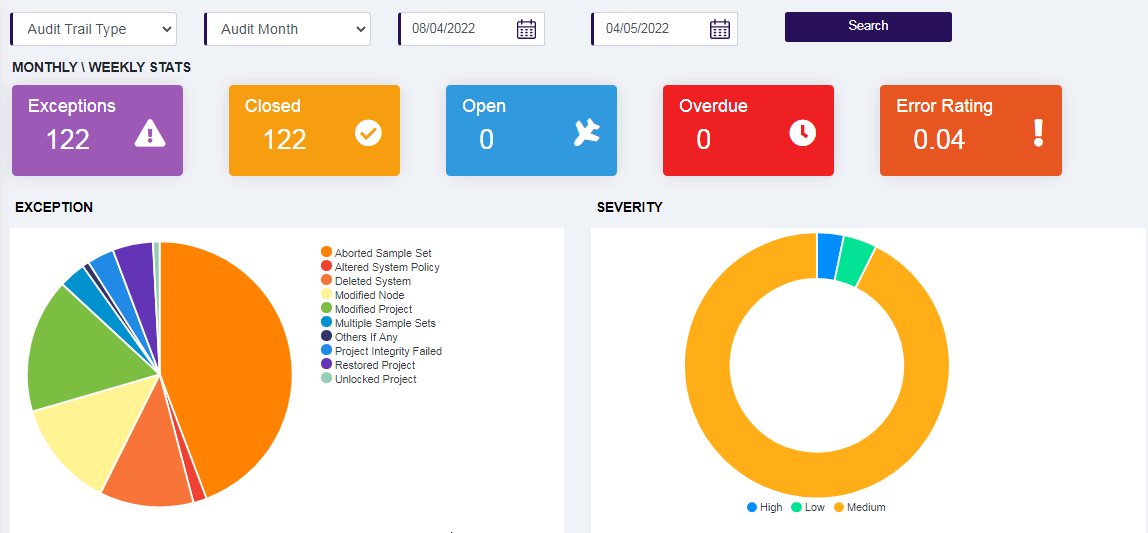 Audit Trail Type
Audit Month
08/04/2022
04/05/2022
Search
MONTHLY \ WEEKLY STATS
Exceptions
122
Closed
122
Open
0
Overdue
0
Error Rating
0.04
EXCEPTION
Aborted Sample Set
Altered System Policy
Deleted System
Modified Node
Modified Project
Multiple Sample Sets
Others If Any
Project Integrity Failed
Restored Project
Unlocked Project
SEVERITY
High
Low
Medium